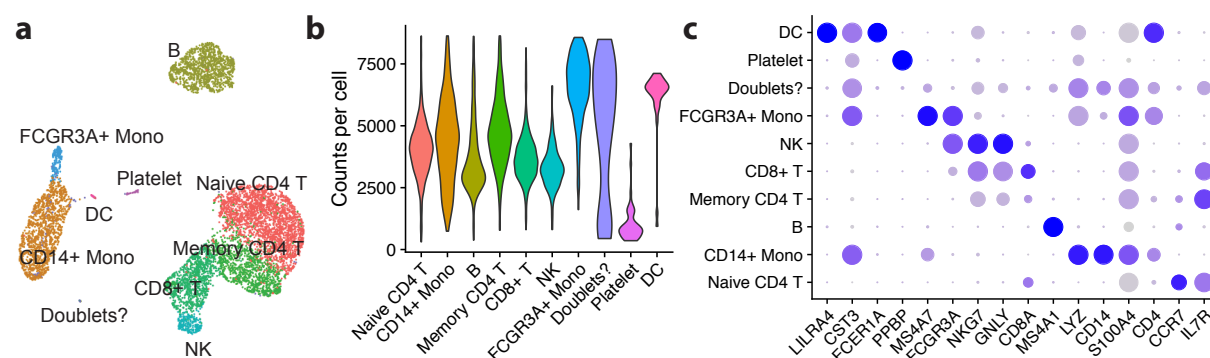 a
B
FCGR3A+ Mono
Platelet
Naive CD4 T
DC
Memory CD4 T
CD14+ Mono
CD8+ T
Doublets?
NK
b
Counts per cell
7500
5000
2500
0
Naive CD4 T
CD14+ Mono
B
Memory CD4 T
CD8+ T
NK
FCGR3A+ Mono
Doublets?
Platelet
DC
c
DC
Platelet
Doublets?
FCGR3A+ Mono
NK
CD8+ T
Memory CD4 T
B
CD14+ Mono
Naive CD4 T
LILRA4
CST3
FCER1A
PPBP
MS4A7
FCGR3A
NKG7
GNLY
CD8A
MS4A1
LYZ
CD14
S100A4
CD4
CCR7
IL7R